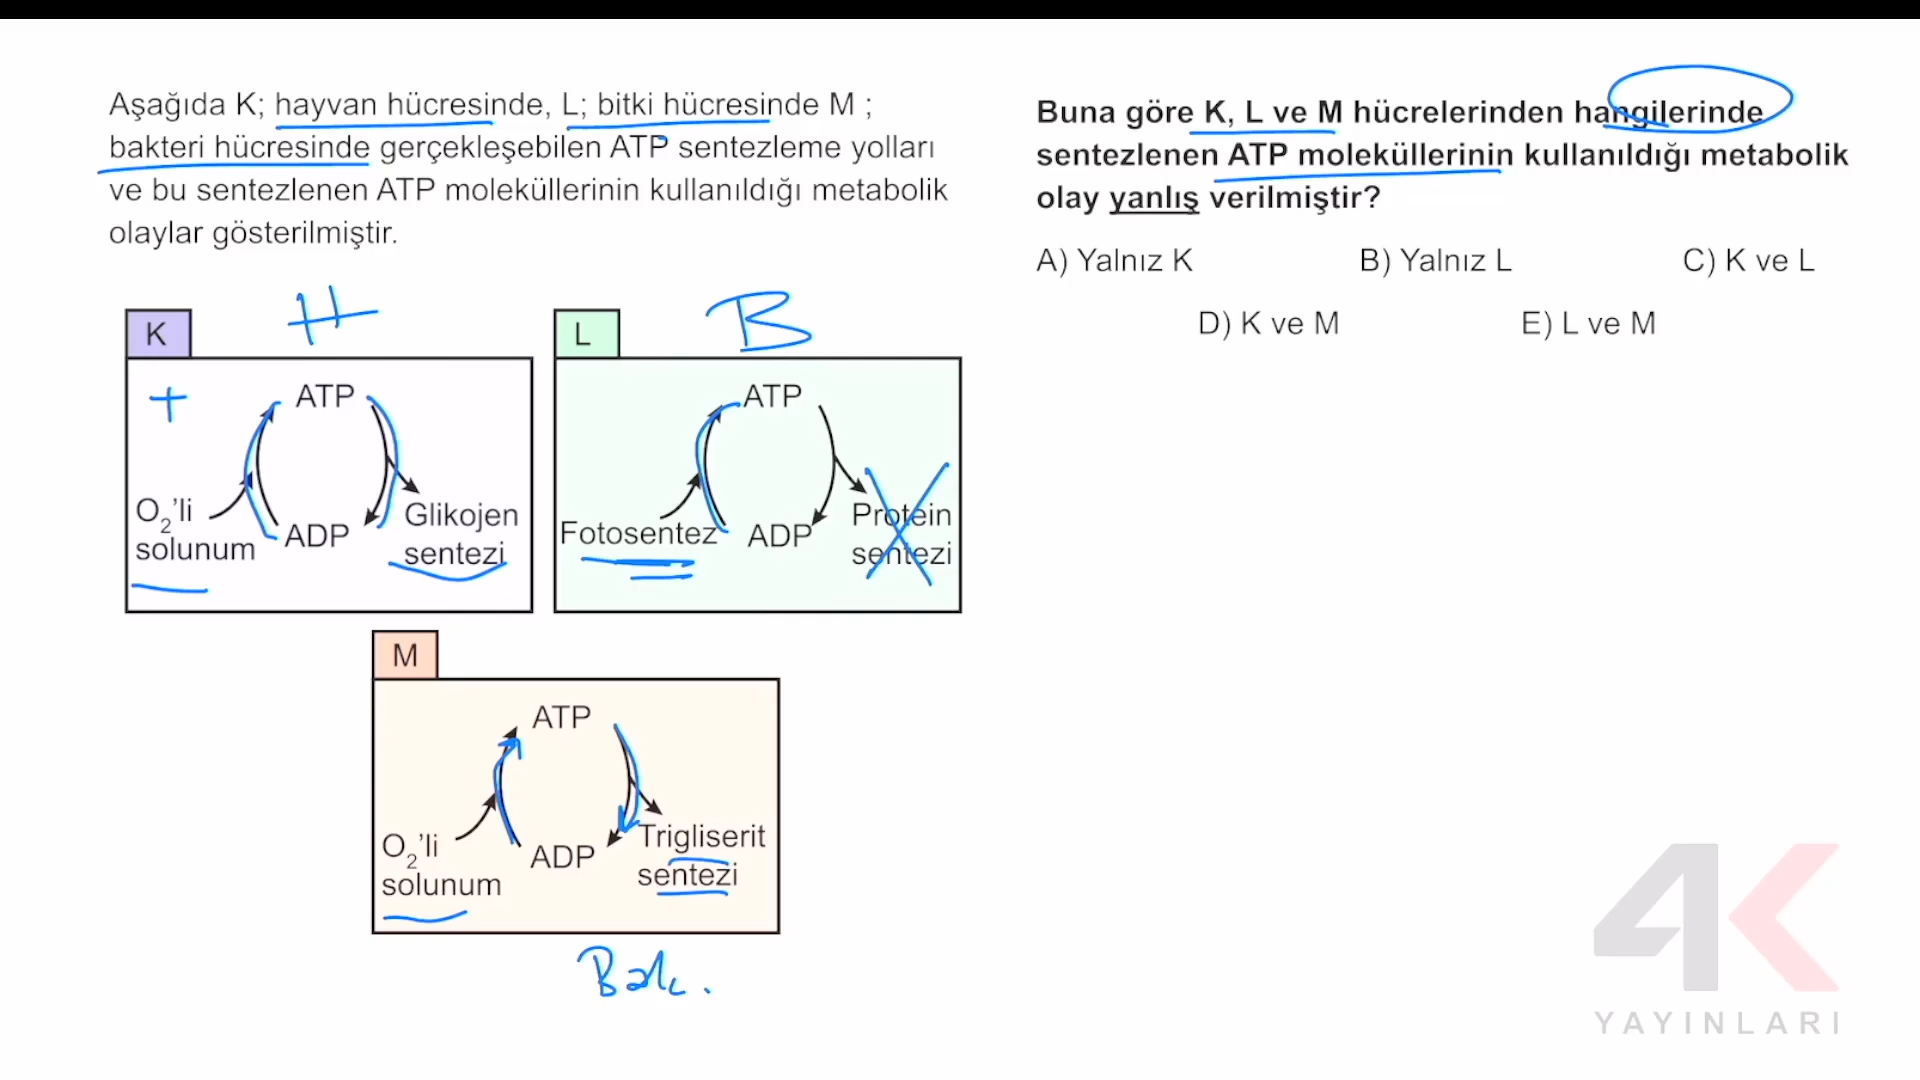 Aşağıda K; hayvan hücresinde, L; bitki hücresinde M ;
bakteri hücresinde gerçekleşebilen ATP sentezleme yolları
ve bu sentezlenen ATP moleküllerinin kullanıldığı metabolik
olaylar gösterilmiştir.
K
H
+
ATP
O₂'li
solunum
ADP
Glikojen
sentezi
L
B
ATP
Fotosentez
ADP
Protein
sentezi
M
ATP
O₂'li
solunum
ADP
Trigliserit
sentezi
Bak.
Buna göre K, L ve M hücrelerinden hangilerinde
sentezlenen ATP moleküllerinin kullanıldığı metabolik
olay yanlış verilmiştir?
A) Yalnız K B) Yalnız L C) K ve L
D) K ve M E) L ve M
4K
YAYINLARI